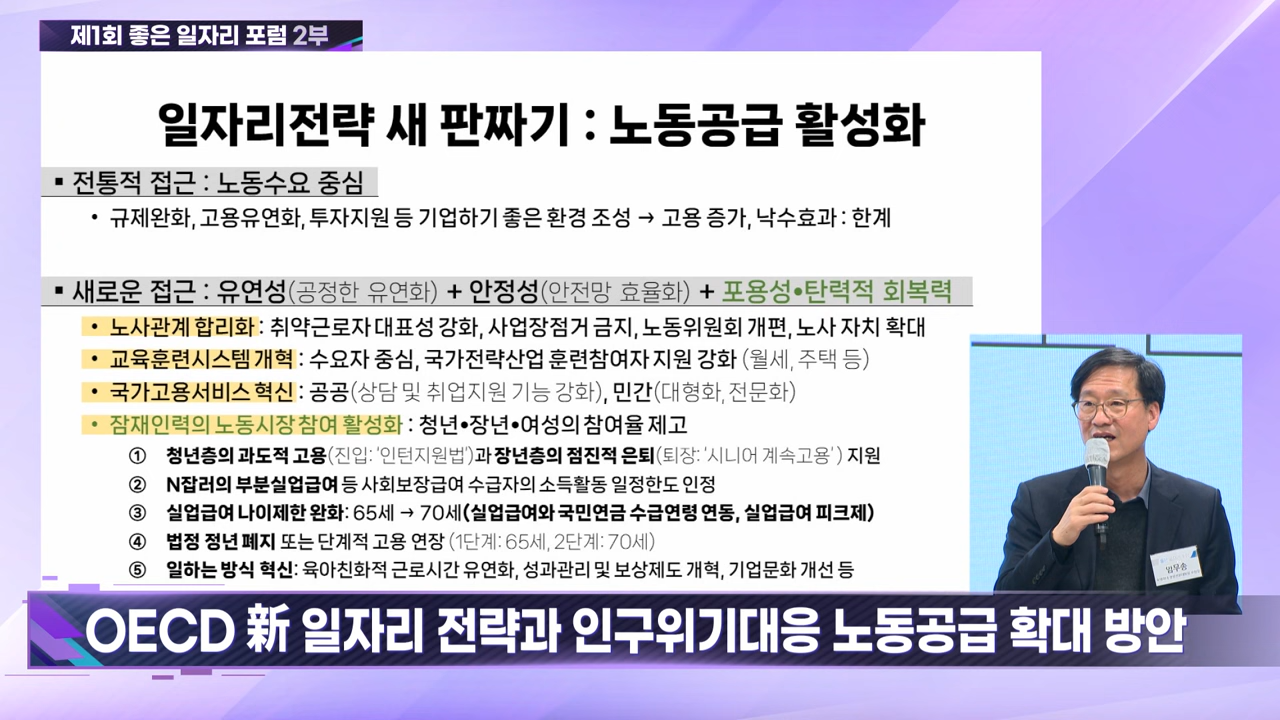 제1회 좋은 일자리 포럼 2부
일자리전략 새 판짜기 : 노동공급 활성화
▪ 전통적 접근 : 노동수요 중심
• 규제완화, 고용유연화, 투자지원 등 기업하기 좋은 환경 조성 → 고용 증가, 낙수효과 : 한계
▪ 새로운 접근 : 유연성(공정한 유연화) + 안정성(안전망 효율화) + 포용성•탄력적 회복력
• 노사관계 합리화 : 취약근로자 대표성 강화, 사업장점거 금지, 노동위원회 개편, 노사 자치 확대
• 교육훈련시스템 개혁 : 수요자 중심, 국가전략산업 훈련참여자 지원 강화 (월세, 주택 등)
• 국가고용서비스 혁신 : 공공(상담 및 취업지원 기능 강화), 민간(대형화, 전문화)
• 잠재인력의 노동시장 참여 활성화 : 청년•장년•여성의 참여율 제고
① 청년층의 과도적 고용(진입: ‘인턴지원법’)과 장년층의 점진적 은퇴(퇴장: ‘시니어 계속고용’) 지원
② N잡러의 부분실업급여 등 사회보장급여 수급자의 소득활동 일정한도 인정
③ 실업급여 나이제한 완화: 65세 → 70세(실업급여와 국민연금 수급연령 연동, 실업급여 피크제)
④ 법정 정년 폐지 또는 단계적 고용 연장 (1단계: 65세, 2단계: 70세)
⑤ 일하는 방식 혁신: 육아친화적 근로시간 유연화, 성과관리 및 보상제도 개혁, 기업문화 개선 등
임무송
OECD 新 일자리 전략과 인구위기대응 노동공급 확대 방안